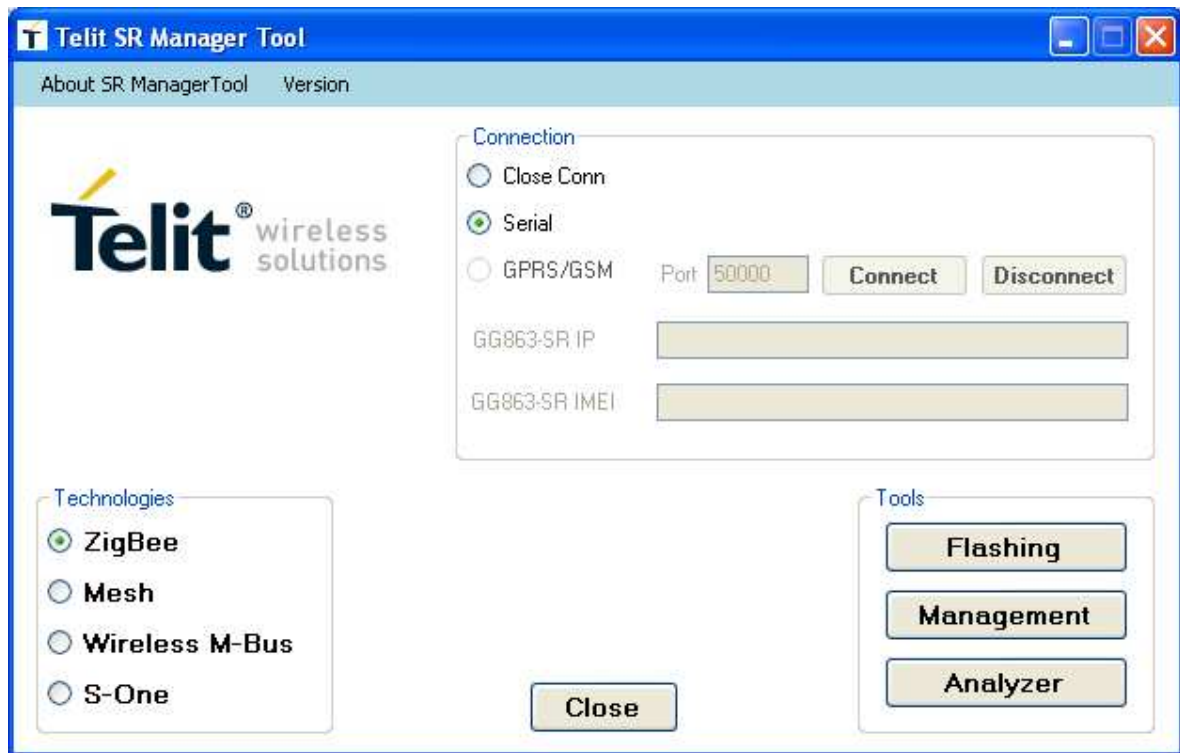 Telit SR Manager Tool
About SR ManagerTool Version
Telit® wireless solutions
Connection
Close Conn
Serial
GPRS/GSM Port 50000 Connect Disconnect
GG863-SR IP
GG863-SR IMEI
Technologies
ZigBee
Mesh
Wireless M-Bus
S-One
Close
Tools
Flashing
Management
Analyzer